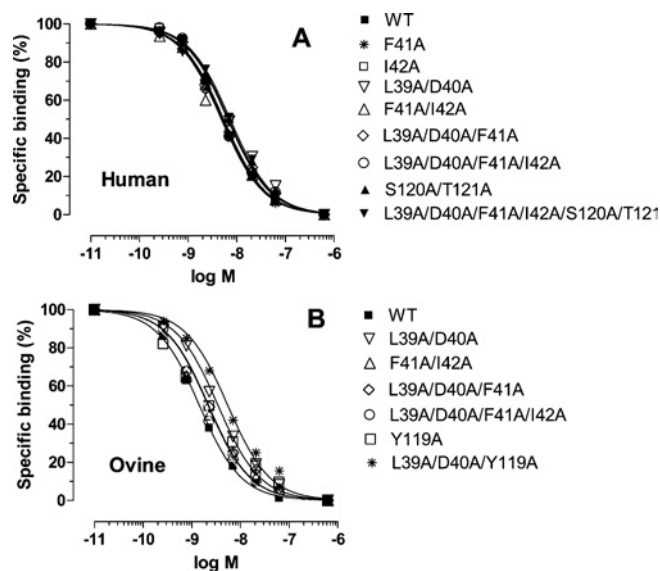 A
Specific binding (%)
100
80
60
40
20
0
Human
-11 -10 -9 -8 -7 -6
log M
WT
F41A
I42A
L39A/D40A
F41A/I42A
L39A/D40A/F41A
L39A/D40A/F41A/I42A
S120A/T121A
L39A/D40A/F41A/I42A/S120A/T121
B
Specific binding (%)
100
80
60
40
20
0
Ovine
-11 -10 -9 -8 -7 -6
log M
WT
L39A/D40A
F41A/I42A
L39A/D40A/F41A
L39A/D40A/F41A/I42A
Y119A
L39A/D40A/Y119A